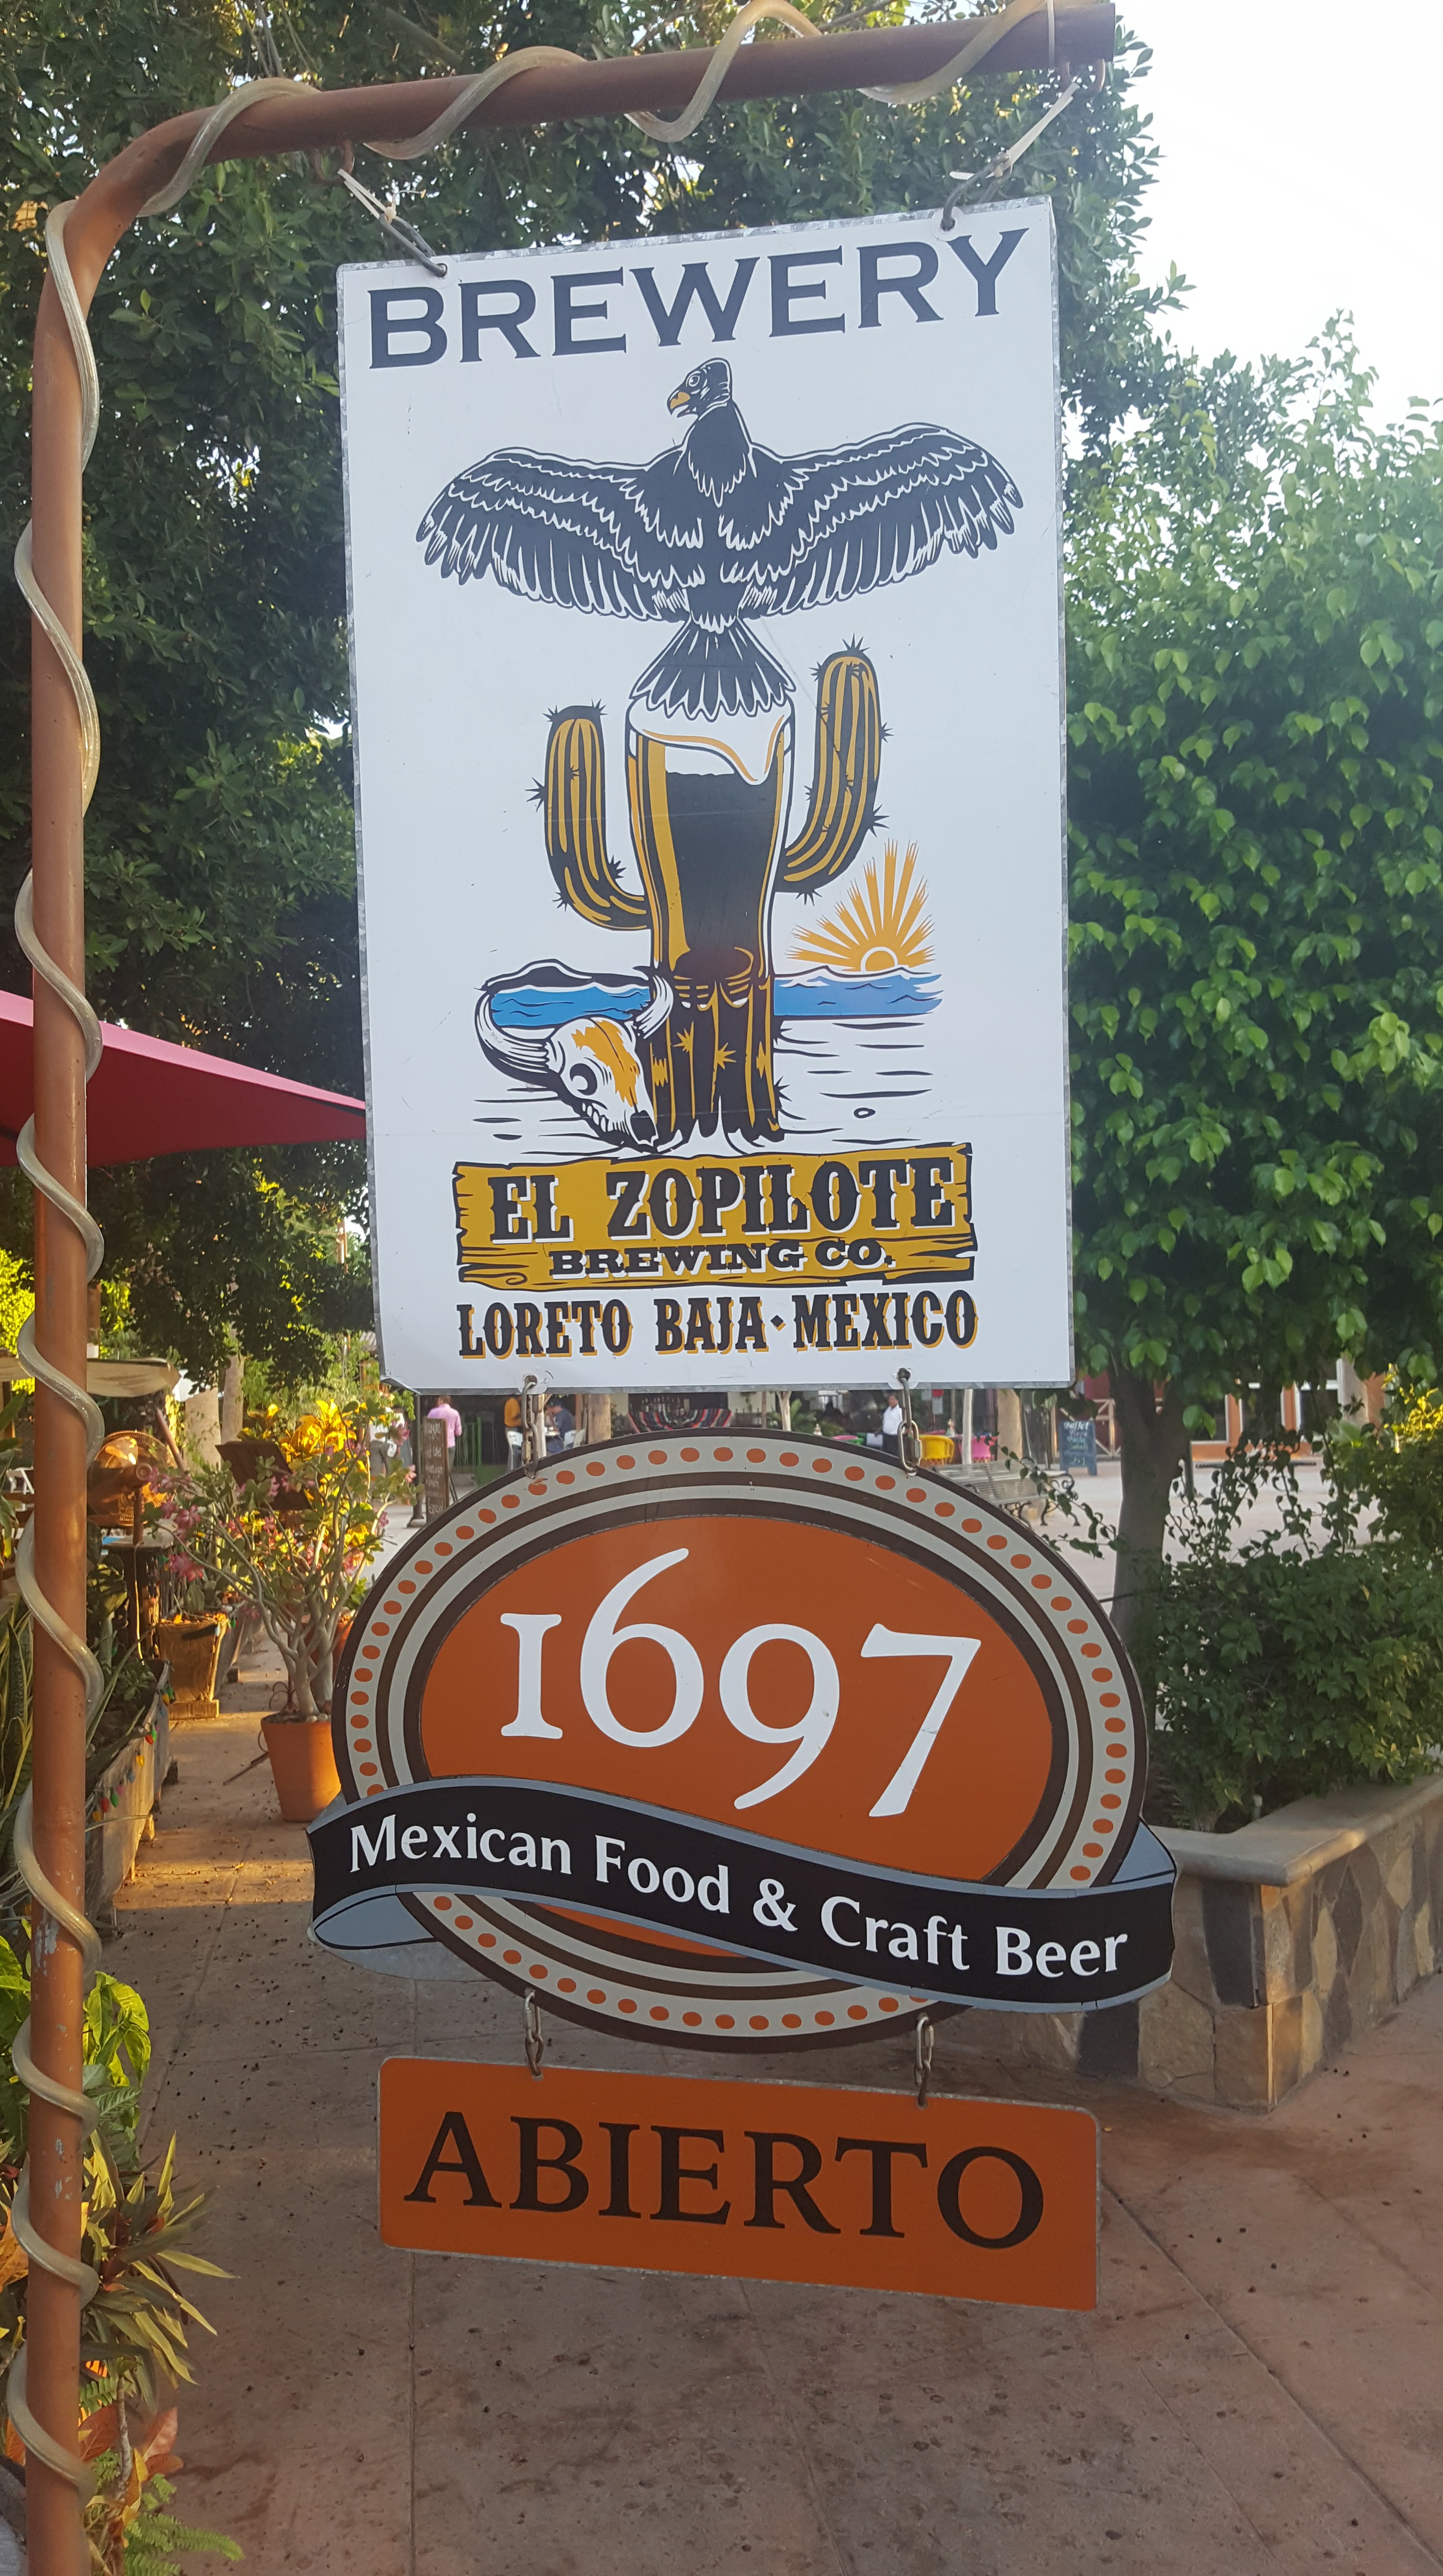 BREWERY
EL ZOPILOTE
BREWING CO.
LORETO BAJA • MEXICO
1697
Mexican Food & Craft Beer
ABIERTO